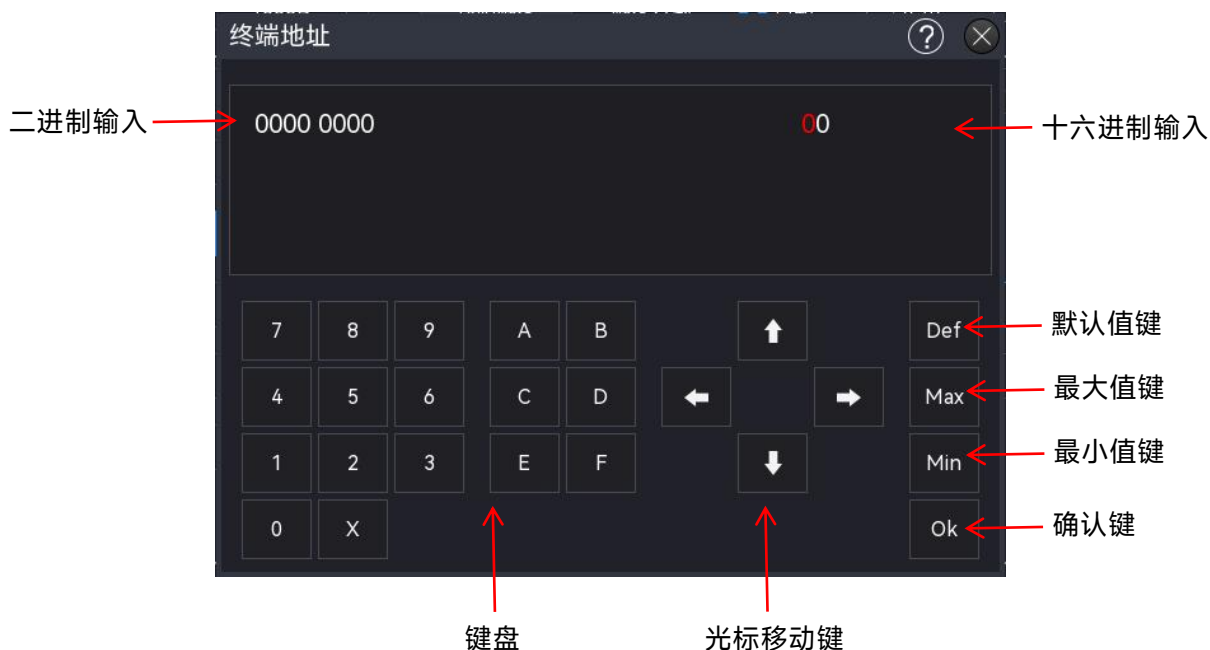 终端地址
?
二进制输入
0000 0000
00
十六进制输入
7 8 9 A B Def
默认值键
4 5 6 C D Max
最大值键
1 2 3 E F Min
最小值键
0 X Ok
确认键
键盘
光标移动键